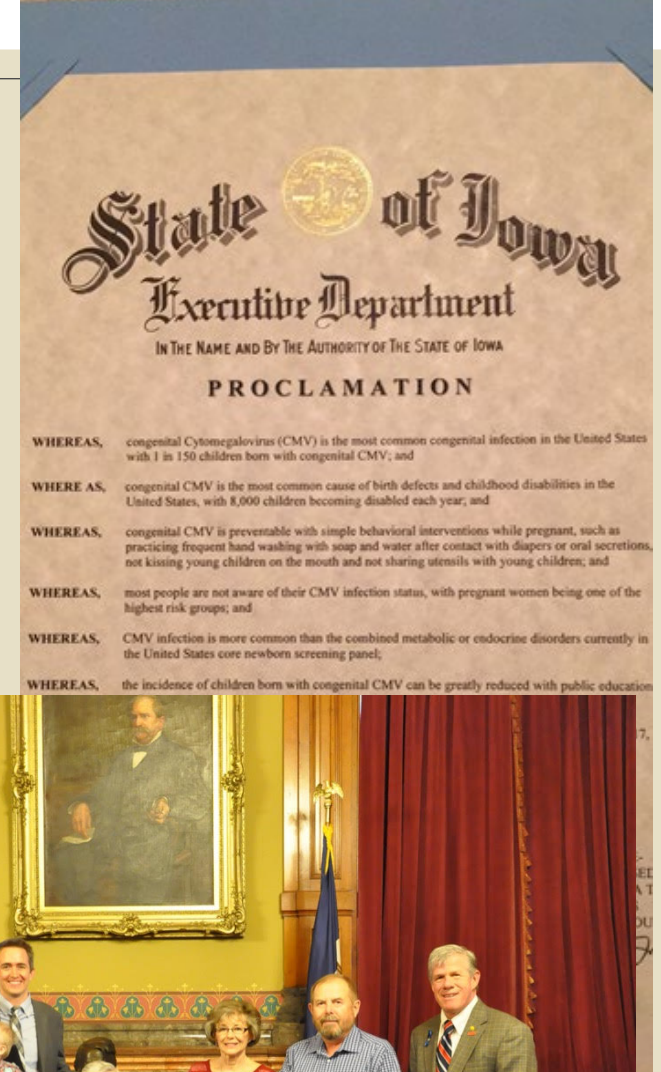 State of Iowa
Executive Department
IN THE NAME AND BY THE AUTHORITY OF THE STATE OF IOWA
PROCLAMATION
WHEREAS, congenital Cytomegalovirus (CMV) is the most common congenital infection in the United States
with 1 in 150 children born with congenital CMV; and
WHERE AS, congenital CMV is the most common cause of birth defects and childhood disabilities in the
United States, with 8,000 children becoming disabled each year; and
WHEREAS, congenital CMV is preventable with simple behavioral interventions while pregnant, such as
practicing frequent hand washing with soap and water after contact with diapers or oral secretions,
not kissing young children on the mouth and not sharing utensils with young children; and
WHEREAS, most people are not aware of their CMV infection status, with pregnant women being one of the
highest risk groups; and
WHEREAS, CMV infection is more common than the combined metabolic or endocrine disorders currently in
the United States core newborn screening panel;
WHEREAS, the incidence of children born with congenital CMV can be greatly reduced with public education